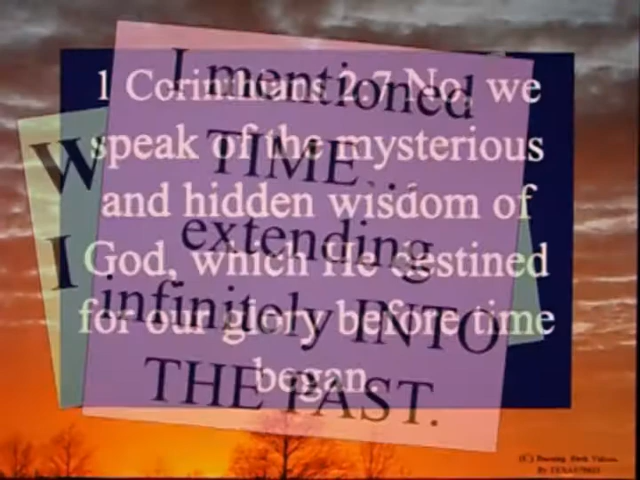 1 Corinthians 2:7 No, we
speak of the mysterious
and hidden wisdom of
God, which He destined
for our glory before time
began.
I mentioned
TIME...
extending
infinitely INTO
THE PAST.
W
I